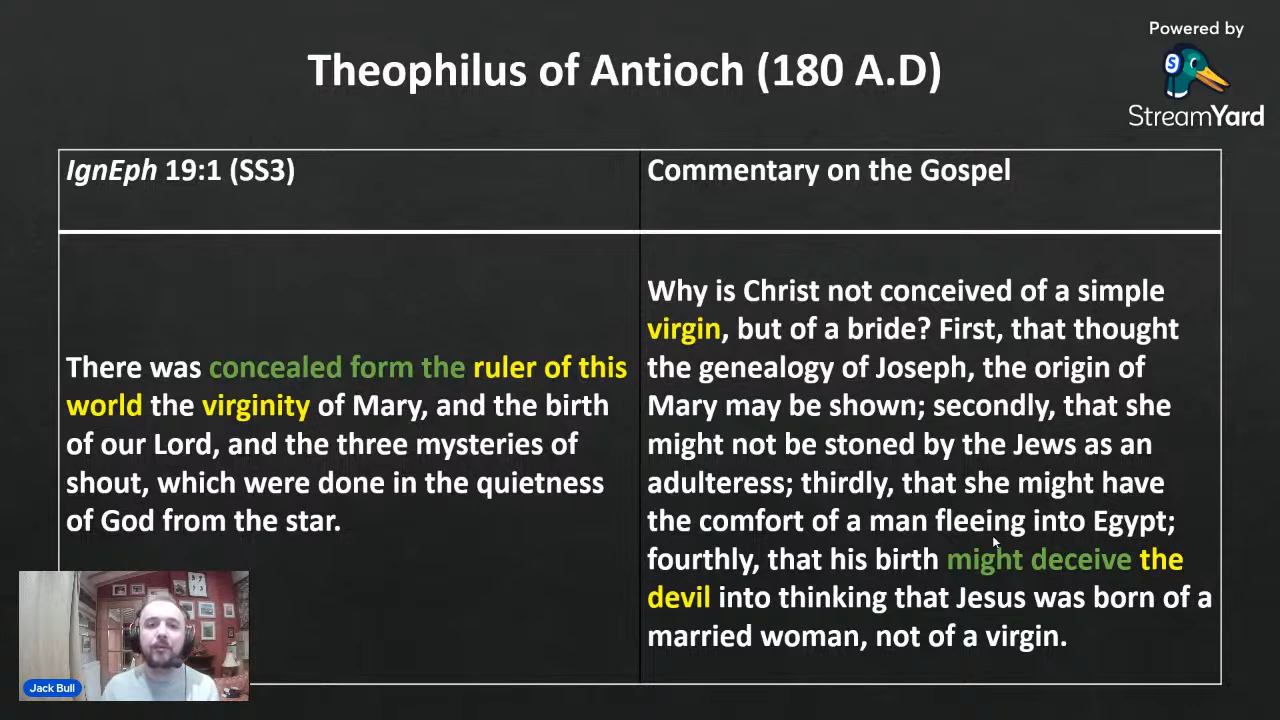 Powered by
StreamYard
Theophilus of Antioch (180 A.D)
IgnEph 19:1 (SS3)
There was concealed form the ruler of this
world the virginity of Mary, and the birth
of our Lord, and the three mysteries of
shout, which were done in the quietness
of God from the star.
Commentary on the Gospel
Why is Christ not conceived of a simple
virgin, but of a bride? First, that thought
the genealogy of Joseph, the origin of
Mary may be shown; secondly, that she
might not be stoned by the Jews as an
adulteress; thirdly, that she might have
the comfort of a man fleeing into Egypt;
fourthly, that his birth might deceive the
devil into thinking that Jesus was born of a
married woman, not of a virgin.
Jack Bull